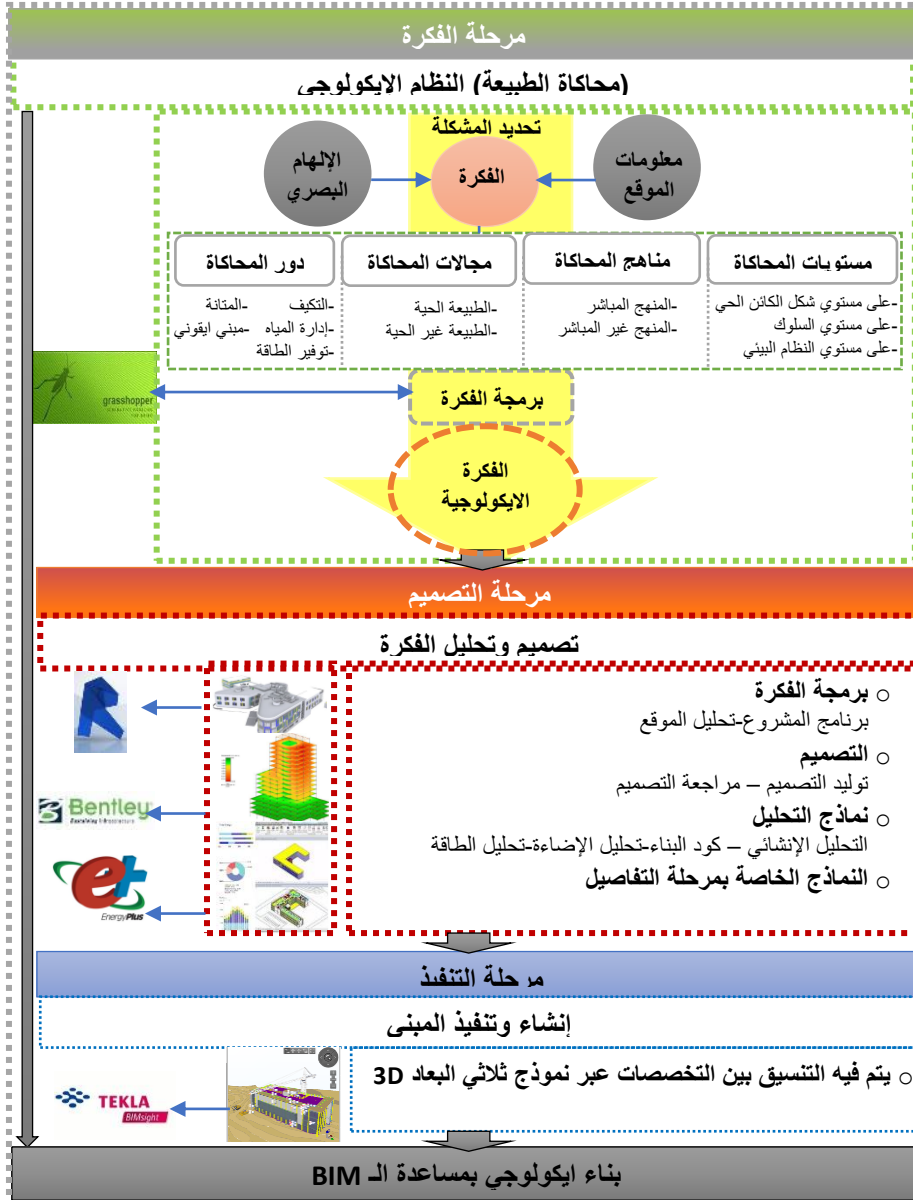 مرحلة الفكرة
(محاكاة الطبيعة) النظام الايكولوجي
تحديد المشكلة
معلومات
الموقع
الفكرة
الإلهام
البصري
مستويات المحاكاة
-على مستوي شكل الكائن الحي
-على مستوي السلوك
-على مستوي النظام البيئي
مناهج المحاكاة
-المنهج المباشر
-المنهج غير المباشر
مجالات المحاكاة
-الطبيعة الحية
-الطبيعة غير الحية
دور المحاكاة
-التكيف -المتانة
-إدارة المياه -مبني ايقوني
-توفير الطاقة
برمجة الفكرة
grasshopper
الفكرة
الايكولوجية
مرحلة التصميم
تصميم وتحليل الفكرة
○ برمجة الفكرة
برنامج المشروع-تحليل الموقع
○ التصميم
توليد التصميم – مراجعة التصميم
○ نماذج التحليل
التحليل الإنشائي – كود البناء-تحليل الإضاءة-تحليل الطاقة
○ النماذج الخاصة بمرحلة التفاصيل
Bentley
Sustaining Infrastructure
et
EnergyPlus
مرحلة التنفيذ
إنشاء وتنفيذ المبنى
○ يتم فيه التنسيق بين التخصصات عبر نموذج ثلاثي البعاد 3D
TEKLA
BIMsight
بناء ايكولوجي بمساعدة الـ BIM